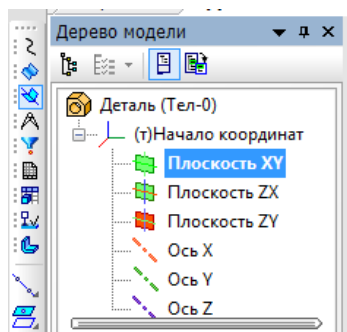 Дерево модели
Деталь (Тел-0)
(т)Начало координат
Плоскость XY
Плоскость ZX
Плоскость ZY
Ось X
Ось Y
Ось Z